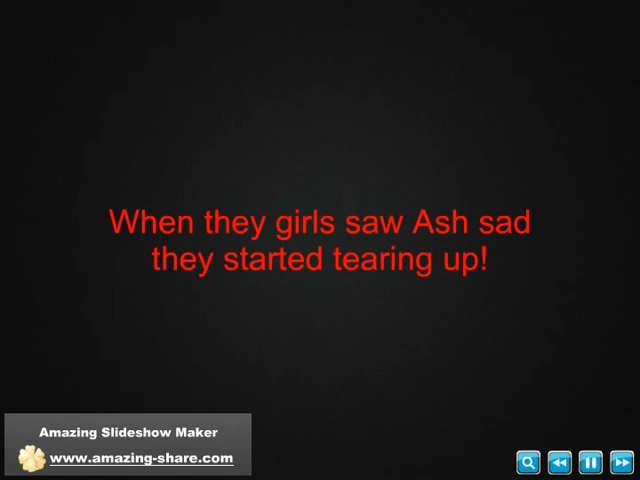 When they girls saw Ash sad
they started tearing up!
Amazing Slideshow Maker
www.amazing-share.com